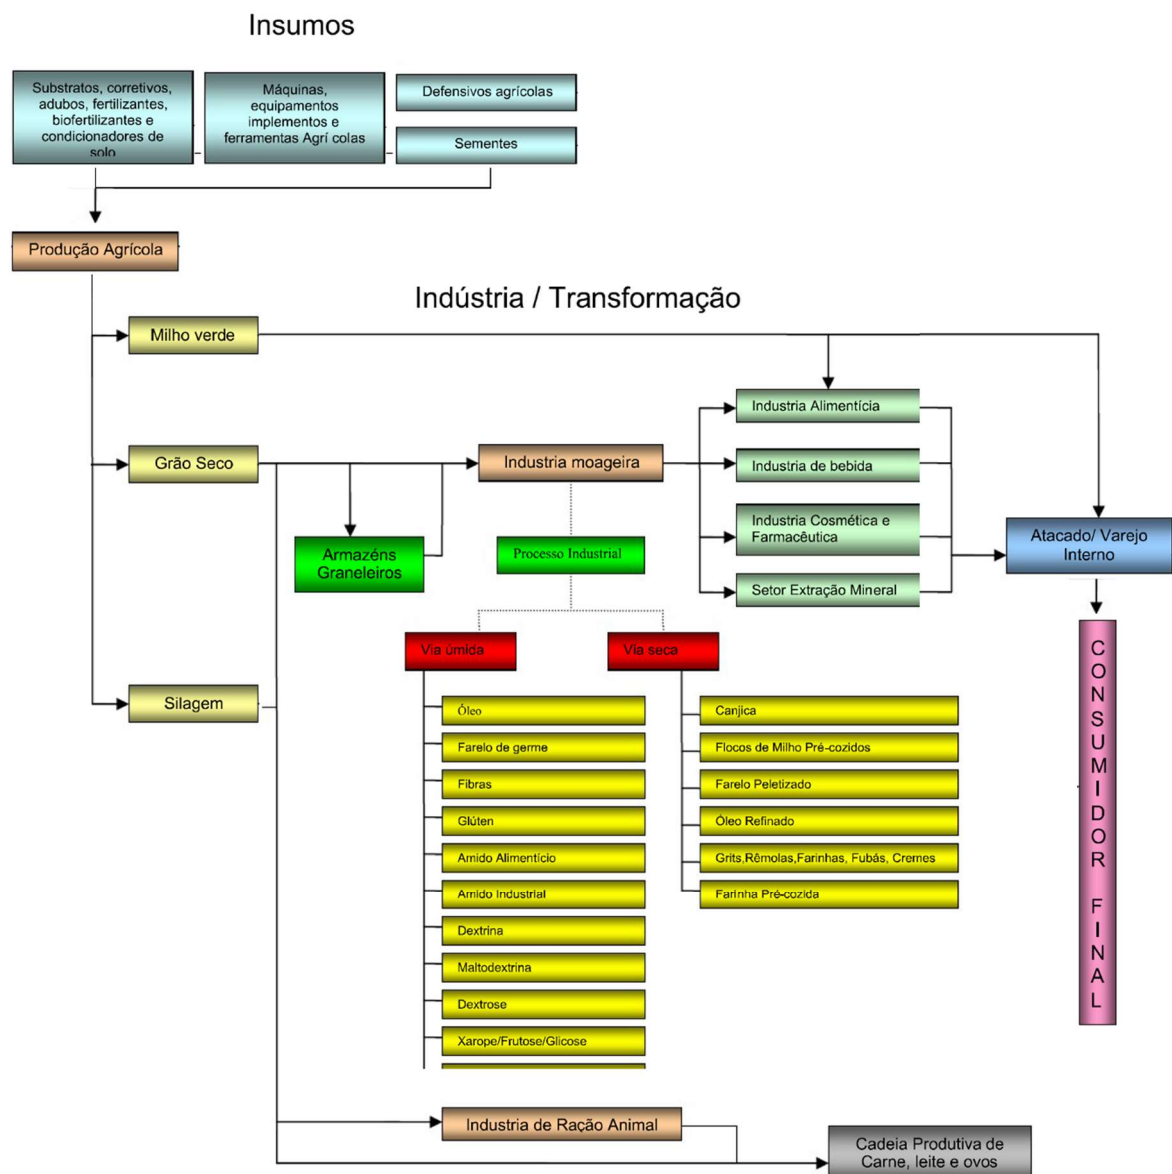 Insumos
Substratos, corretivos,
adubos, fertilizantes,
biofertilizantes e
condicionadores de
solo
Máquinas,
equipamentos
implementos e
ferramentas Agrí colas
Defensivos agrícolas
Sementes
Produção Agrícola
Indústria / Transformação
Milho verde
Grão Seco
Silagem
Armazéns
Graneleiros
Industria moageira
Processo Industrial
Industria Alimentícia
Industria de bebida
Industria Cosmética e
Farmacêutica
Setor Extração Mineral
Atacado/ Varejo
Interno
CONSUMIDOR FINAL
Via úmida
Óleo
Farelo de germe
Fibras
Glúten
Amido Alimentício
Amido Industrial
Dextrina
Maltodextrina
Dextrose
Xarope/Frutose/Glicose
Via seca
Canjica
Flocos de Milho Pré-cozidos
Farelo Peletizado
Óleo Refinado
Grits,Rêmolas,Farinhas, Fubás, Cremes
Farinha Pré-cozida
Industria de Ração Animal
Cadeia Produtiva de
Carne, leite e ovos